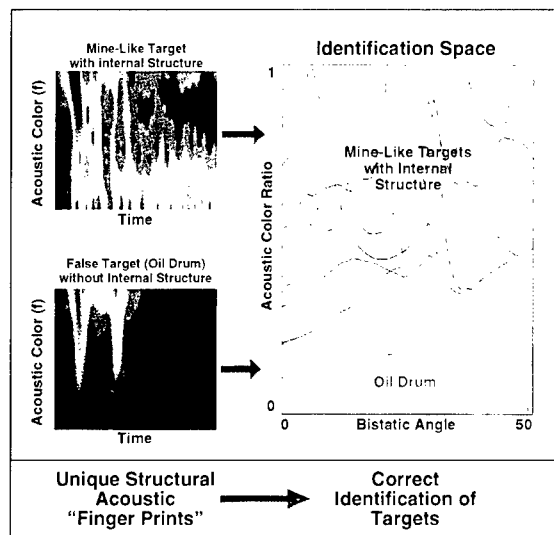 Mine-Like Target
with internal Structure
Acoustic Color (f)
Time
False Target (Oil Drum)
without Internal Structure
Acoustic Color (f)
Time
Identification Space
1
Acoustic Color Ratio
Mine-Like Targets
with Internal
Structure
Oil Drum
0
0
Bistatic Angle
50
Unique Structural
Acoustic
"Finger Prints"
Correct
Identification of
Targets